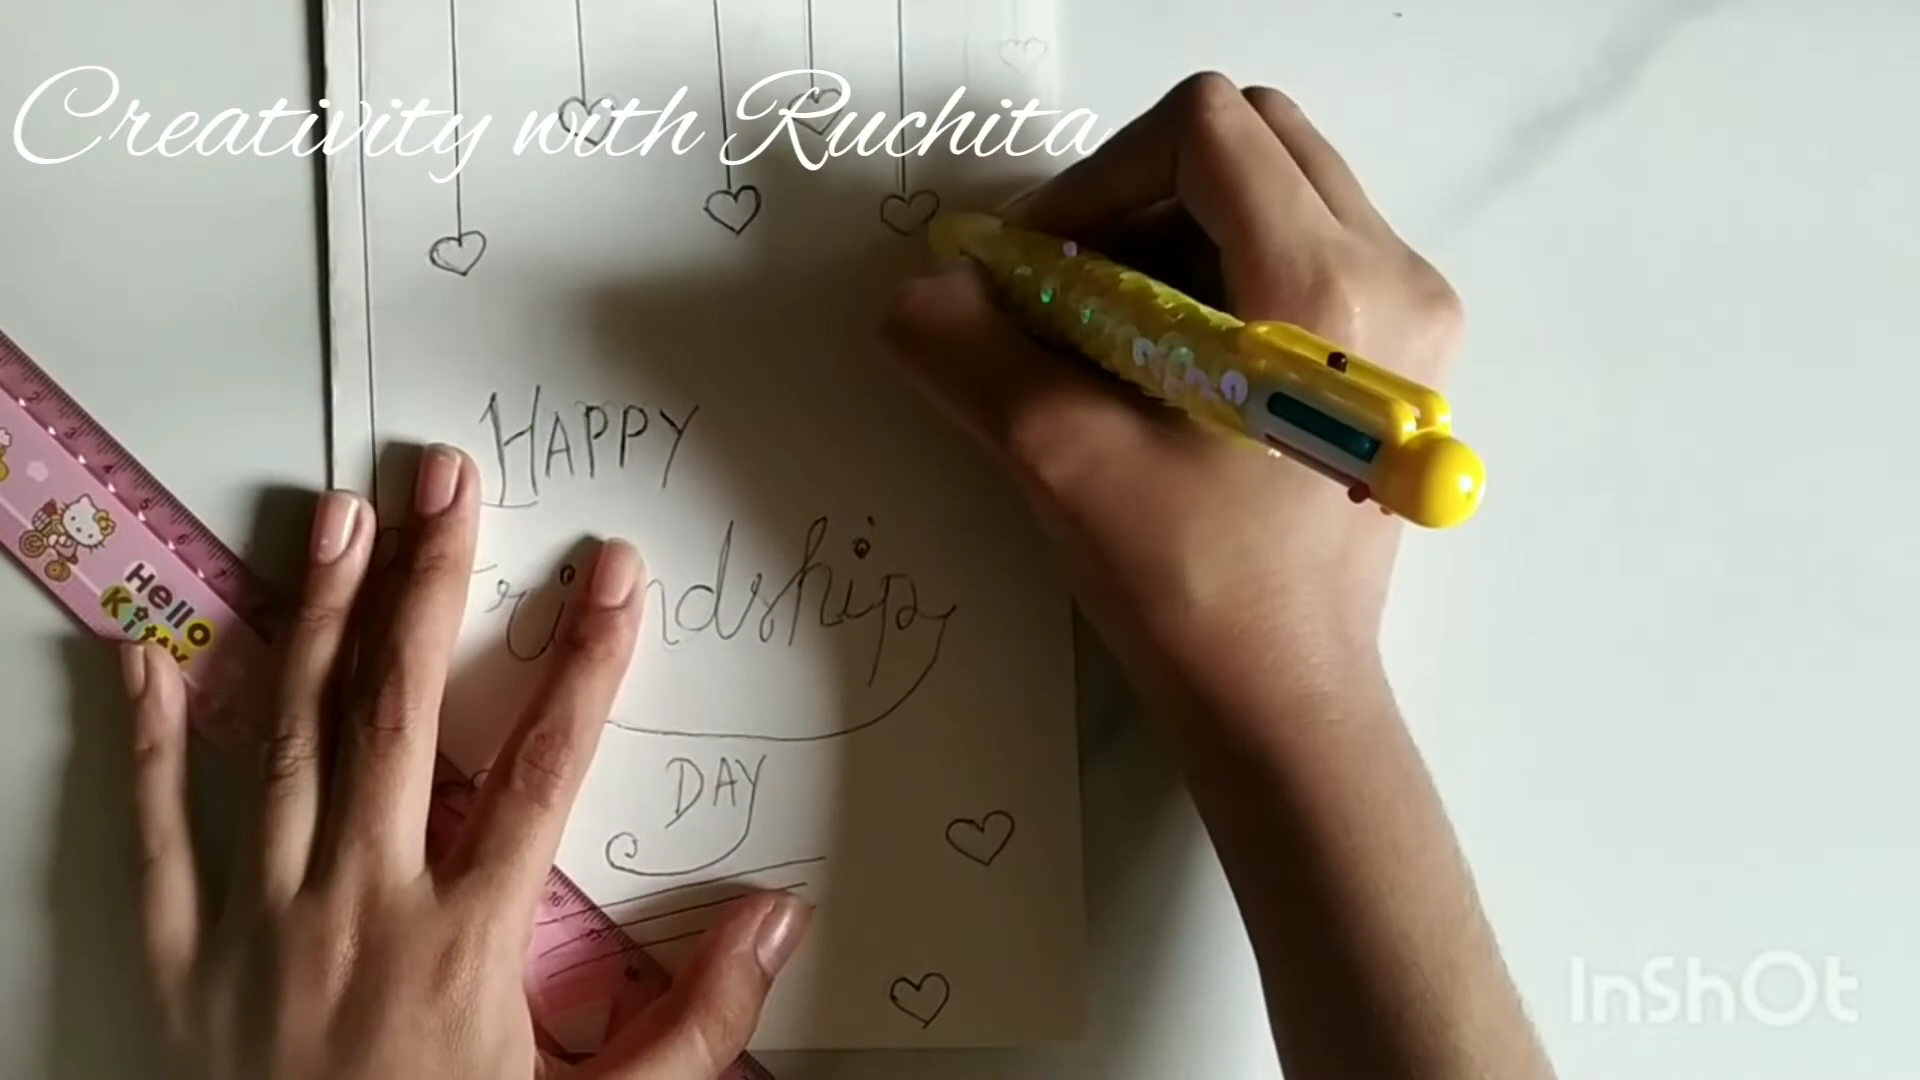 Creativity with Ruchita
HAPPY
Friendship
DAY
Hello
Kitty
InShOt